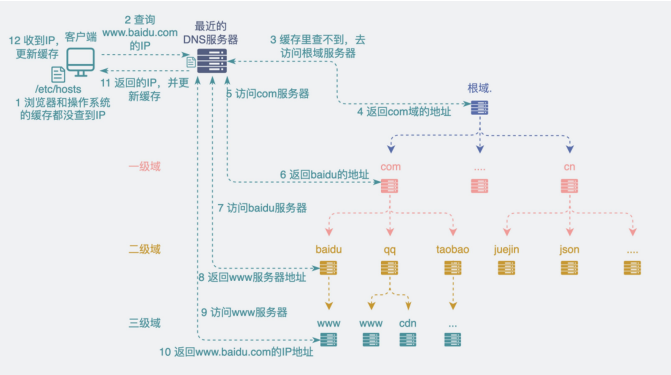 最近的
DNS服务器
2 查询
www.baidu.com
的IP
客户端
12 收到IP,
更新缓存
3 缓存里查不到，去
访问根域服务器
11 返回的IP，并更
新缓存
/etc/hosts
1 浏览器和操作系统
的缓存都没查到IP
5 访问com服务器
根域.
4 返回com域的地址
一级域
com
....
cn
6 返回baidu的地址
7 访问baidu服务器
二级域
baidu
qq
taobao
juejin
json
....
8 返回www服务器地址
9 访问www服务器
三级域
www
www
cdn
...
10 返回www.baidu.com的IP地址